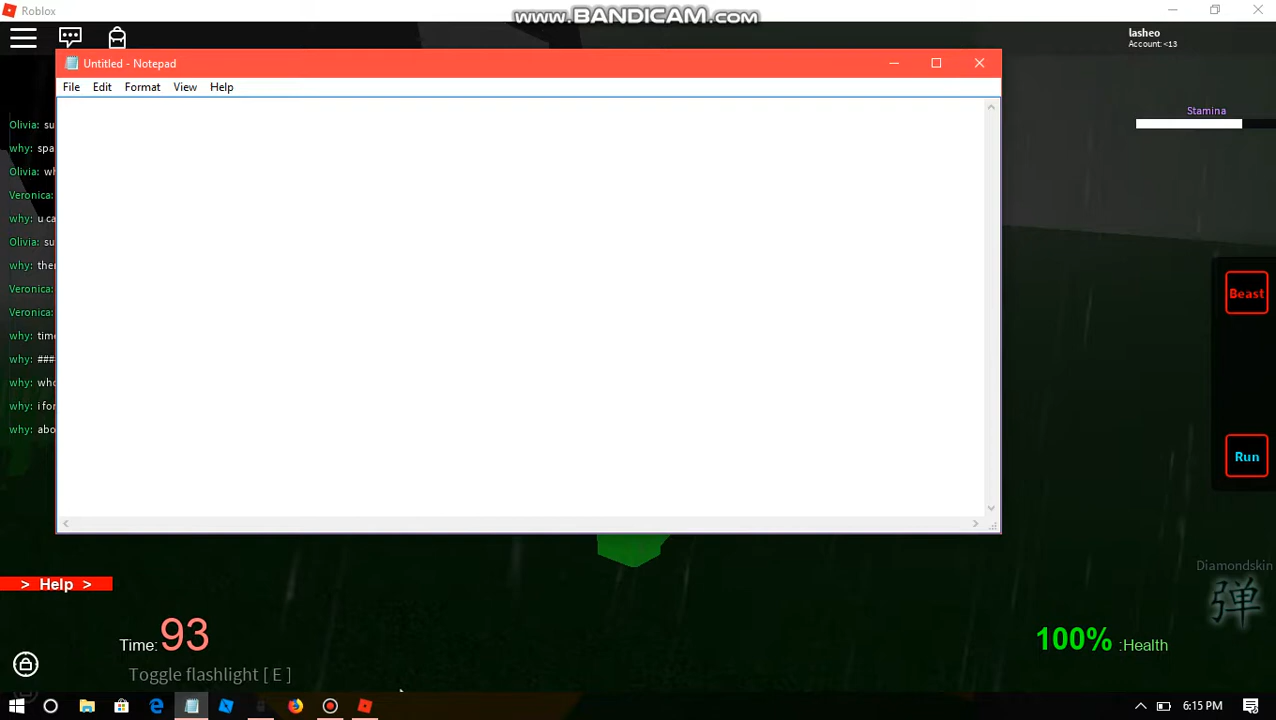 Roblox
www.BANDICAM.com
lasheo
Account: <13
Untitled - Notepad
File Edit Format View Help
Stamina
Olivia: su
why: spa
Olivia: wh
Veronica:
why: u ca
Olivia: su
why: ther
Veronica:
Veronica:
why: time
why: ###
why: who
why: i for
why: abo
Beast
Run
> Help >
Diamondskin
弾
Time: 93
100% :Health
Toggle flashlight [ E ]
6:15 PM